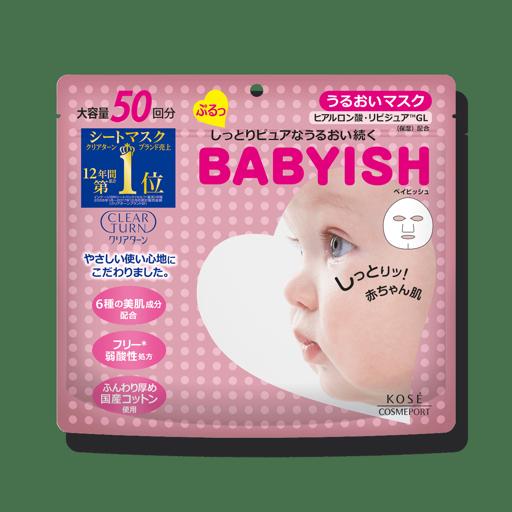 大容量50回分
ぷるっ
うるおいマスク
ヒアルロン酸・リピジュア™GL
(保湿)配合
しっとりピュアなうるおい続く
BABYISH
ベイビッシュ
シートマスク
クリアターン ブランド売上
12年間
第1位
CLEAR
TURN
クリアターン
やさしい使い心地に
こだわりました。
6種の美肌成分
配合
フリー※
弱酸性処方
ふんわり厚め
国産コットン
使用
しっとりッ!
赤ちゃん肌
KOSÉ
COSMEPORT